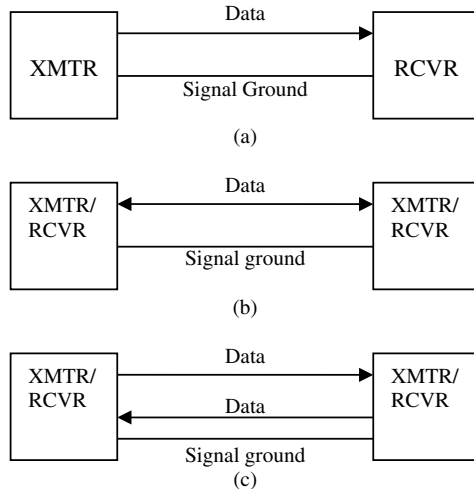 Data
XMTR
RCVR
Signal Ground
(a)
XMTR/
RCVR
Data
XMTR/
RCVR
Signal ground
(b)
XMTR/
RCVR
Data
XMTR/
RCVR
Data
Signal ground
(c)